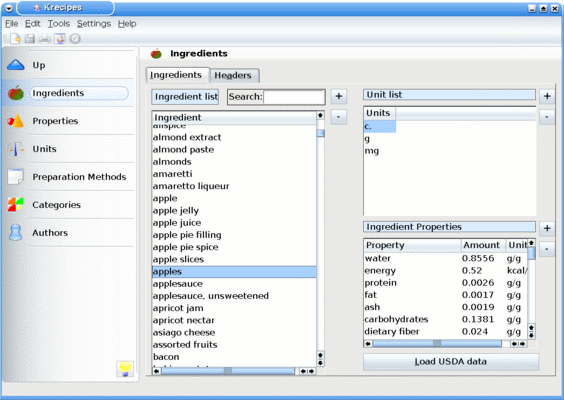 Krecipes
File Edit Tools Settings Help
Up
Ingredients
Properties
Units
Preparation Methods
Categories
Authors
Ingredients
Ingredients Headers
Ingredient list Search: +
-
Ingredient
allspice
almond extract
almond paste
almonds
amaretti
amaretto liqueur
apple
apple jelly
apple juice
apple pie filling
apple pie spice
apple slices
apples
applesauce
applesauce, unsweetened
apricot jam
apricot nectar
asiago cheese
assorted fruits
bacon
Unit list +
-
Units
c.
g
mg
Ingredient Properties +
-
Property Amount Unit
water 0.8556 g/g
energy 0.52 kcal/
protein 0.0026 g/g
fat 0.0017 g/g
ash 0.0019 g/g
carbohydrates 0.1381 g/g
dietary fiber 0.024 g/g
Load USDA data